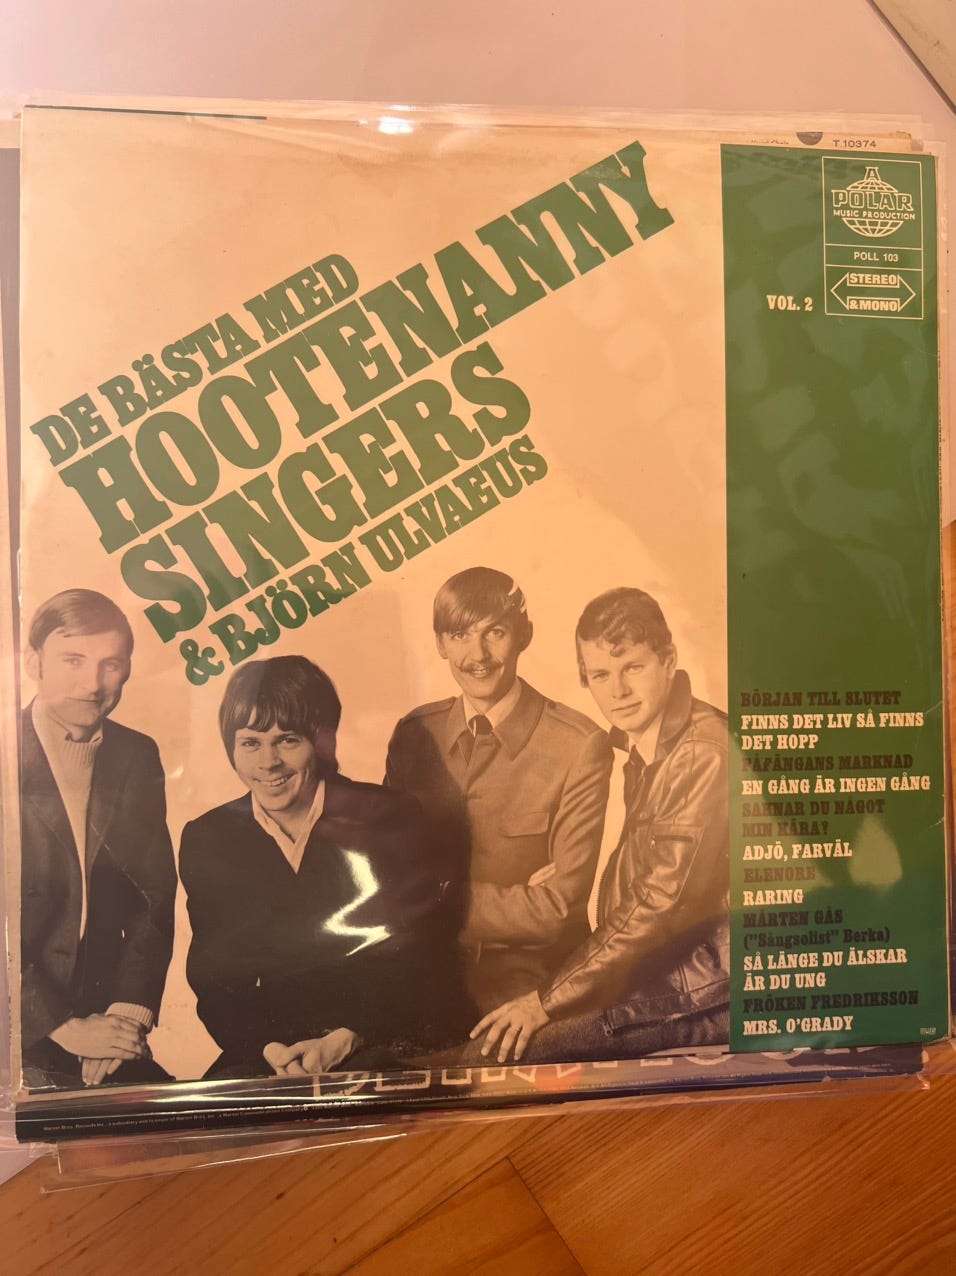 T 10374
DE BÄSTA MED
HOOTENANNY
SINGERS
& BJÖRN ULVAEUS
A
POLAR
MUSIC PRODUCTION
POLL 103
STEREO
& MONO
VOL. 2
BÖRJAN TILL SLUTET
FINNS DET LIV SÅ FINNS
DET HOPP
FÅFÄNGANS MARKNAD
EN GÅNG ÄR INGEN GÅNG
SAKNAR DU NÅGOT
MIN KÄRA?
ADJÖ, FARVÄL
ELENORE
RARING
MÅRTEN GÅS
("Sångsolist" Berka)
SÅ LÄNGE DU ÄLSKAR
ÄR DU UNG
FRÖKEN FREDRIKSSON
MRS. O'GRADY